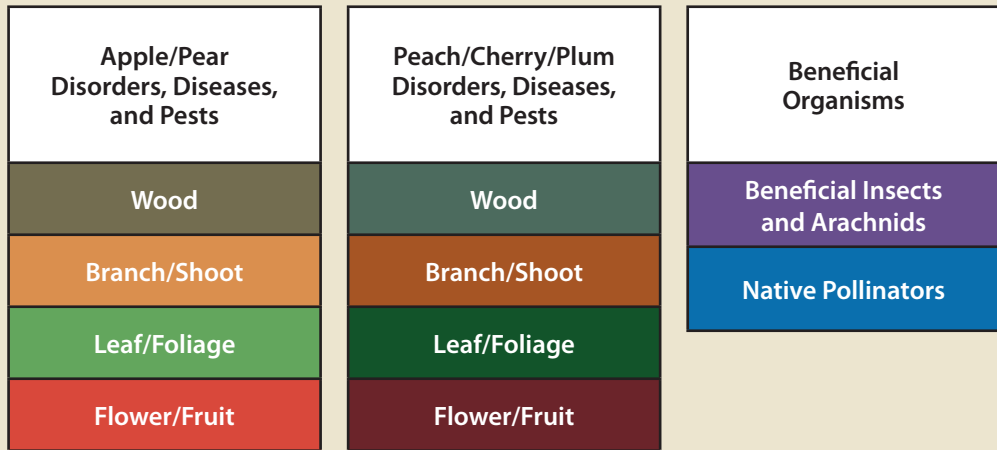 Apple/Pear
Disorders, Diseases,
and Pests
Wood
Branch/Shoot
Leaf/Foliage
Flower/Fruit
Peach/Cherry/Plum
Disorders, Diseases,
and Pests
Wood
Branch/Shoot
Leaf/Foliage
Flower/Fruit
Beneficial
Organisms
Beneficial Insects
and Arachnids
Native Pollinators